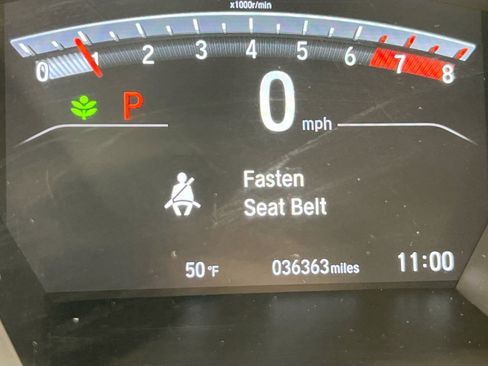 x1000r/min
0 1 2 3 4 5 6 7 8
P 0 mph
Fasten
Seat Belt
50°F 036363 miles 11:00